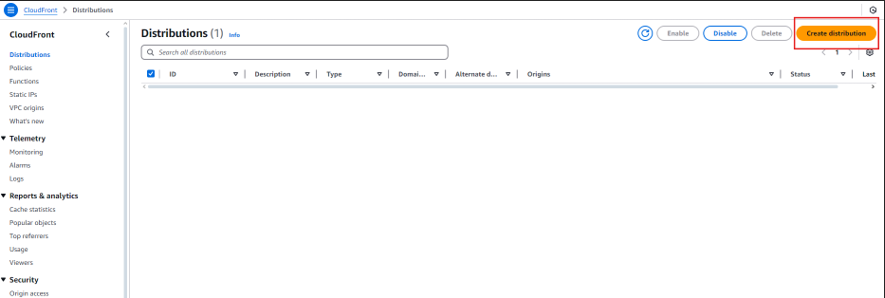 CloudFront > Distributions
CloudFront
Distributions
Policies
Functions
Static IPs
VPC origins
What's new
Telemetry
Monitoring
Alarms
Logs
Reports & analytics
Cache statistics
Popular objects
Top referrers
Usage
Viewers
Security
Origin access
Distributions (1) Info
Enable Disable Delete Create distribution
Search all distributions
< 1 >
ID Description Type Domai... Alternate d... Origins Status Last